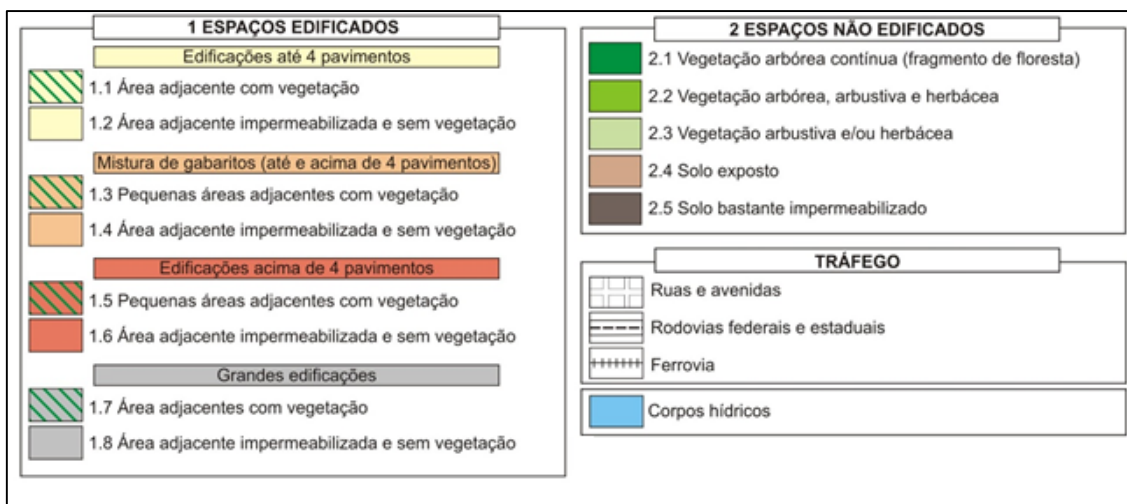 1 ESPAÇOS EDIFICADOS
Edificações até 4 pavimentos
1.1 Área adjacente com vegetação
1.2 Área adjacente impermeabilizada e sem vegetação
Mistura de gabaritos (até e acima de 4 pavimentos)
1.3 Pequenas áreas adjacentes com vegetação
1.4 Área adjacente impermeabilizada e sem vegetação
Edificações acima de 4 pavimentos
1.5 Pequenas áreas adjacentes com vegetação
1.6 Área adjacente impermeabilizada e sem vegetação
Grandes edificações
1.7 Área adjacentes com vegetação
1.8 Área adjacente impermeabilizada e sem vegetação
2 ESPAÇOS NÃO EDIFICADOS
2.1 Vegetação arbórea contínua (fragmento de floresta)
2.2 Vegetação arbórea, arbustiva e herbácea
2.3 Vegetação arbustiva e/ou herbácea
2.4 Solo exposto
2.5 Solo bastante impermeabilizado
TRÁFEGO
Ruas e avenidas
Rodovias federais e estaduais
Ferrovia
Corpos hídricos